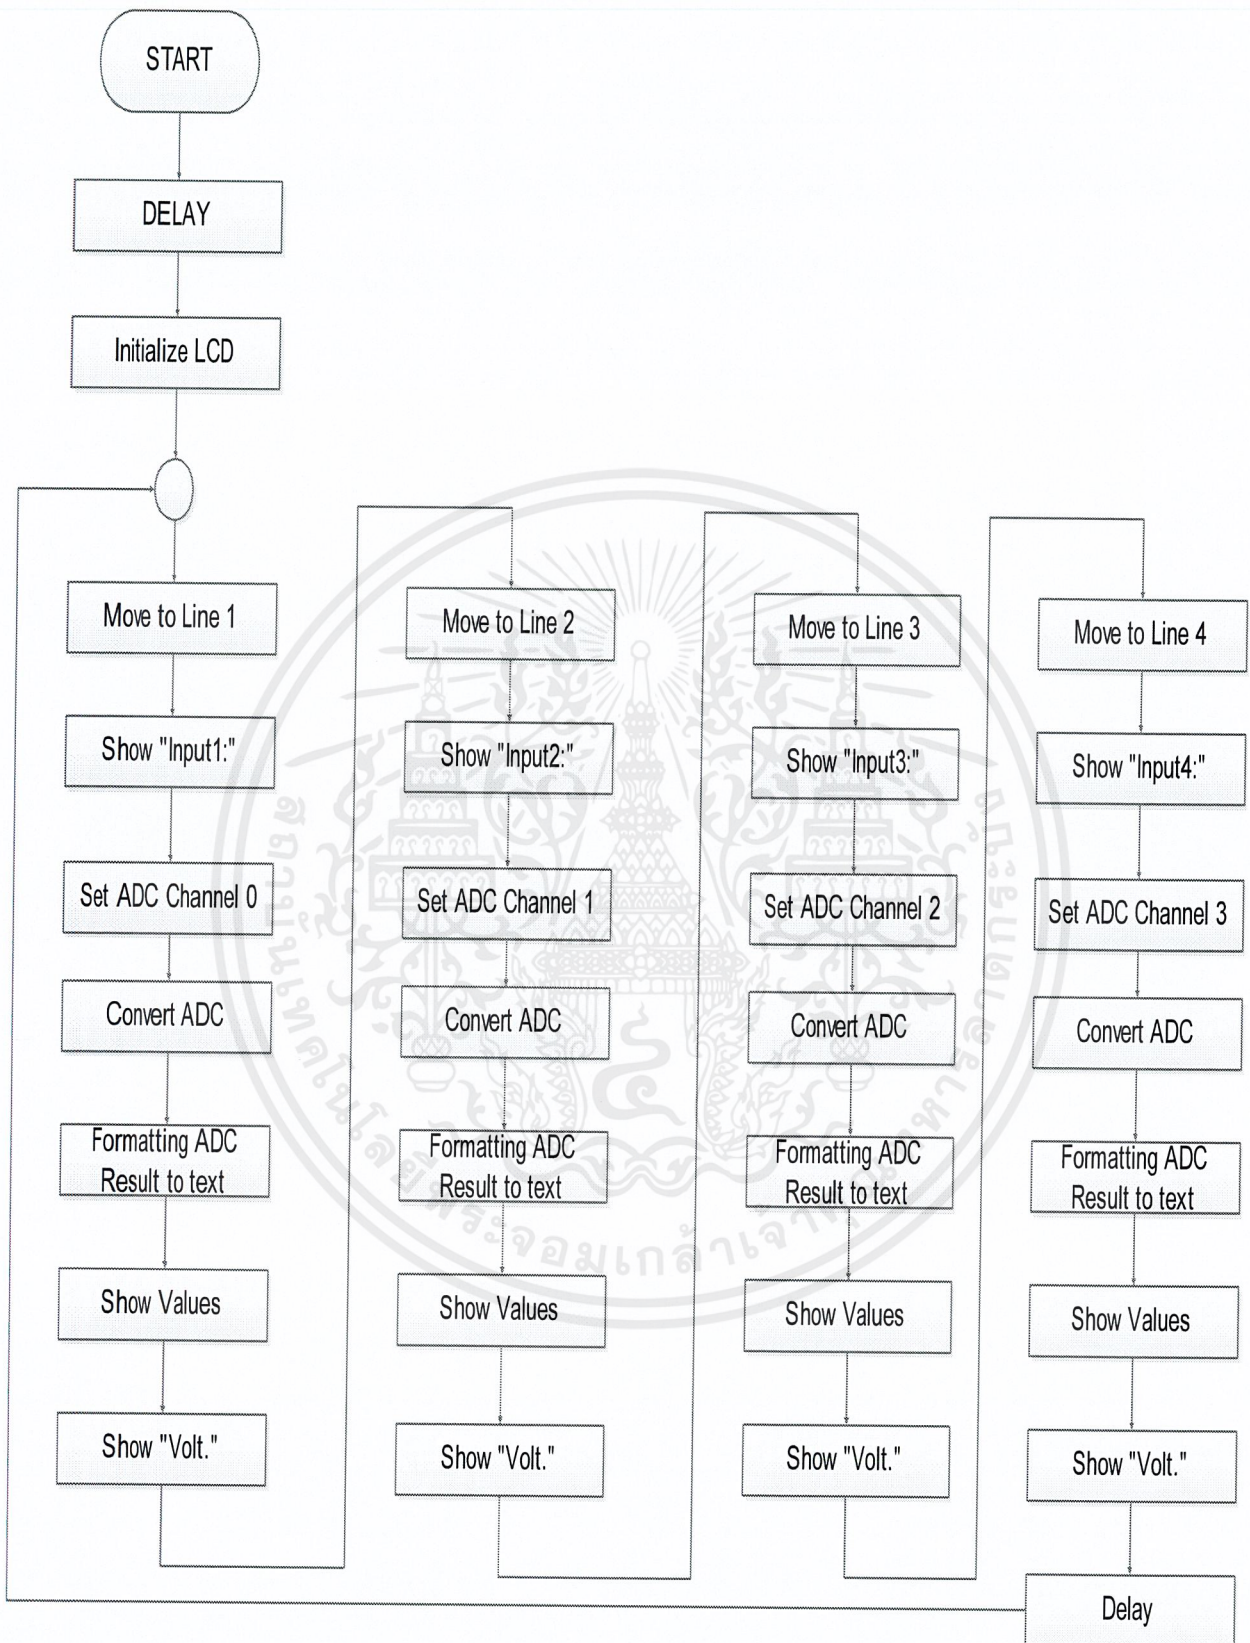 START
DELAY
Initialize LCD
Move to Line 1
Show "Input1:"
Set ADC Channel 0
Convert ADC
Formatting ADC
Result to text
Show Values
Show "Volt."
Move to Line 2
Show "Input2:"
Set ADC Channel 1
Convert ADC
Formatting ADC
Result to text
Show Values
Show "Volt."
Move to Line 3
Show "Input3:"
Set ADC Channel 2
Convert ADC
Formatting ADC
Result to text
Show Values
Show "Volt."
Move to Line 4
Show "Input4:"
Set ADC Channel 3
Convert ADC
Formatting ADC
Result to text
Show Values
Show "Volt."
Delay